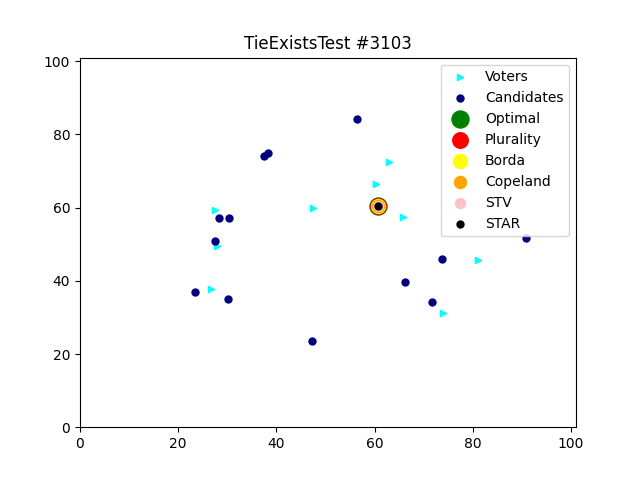 TieExistsTest #3103
100
80
60
40
20
0
0 20 40 60 80 100
Voters
Candidates
Optimal
Plurality
Borda
Copeland
STV
STAR